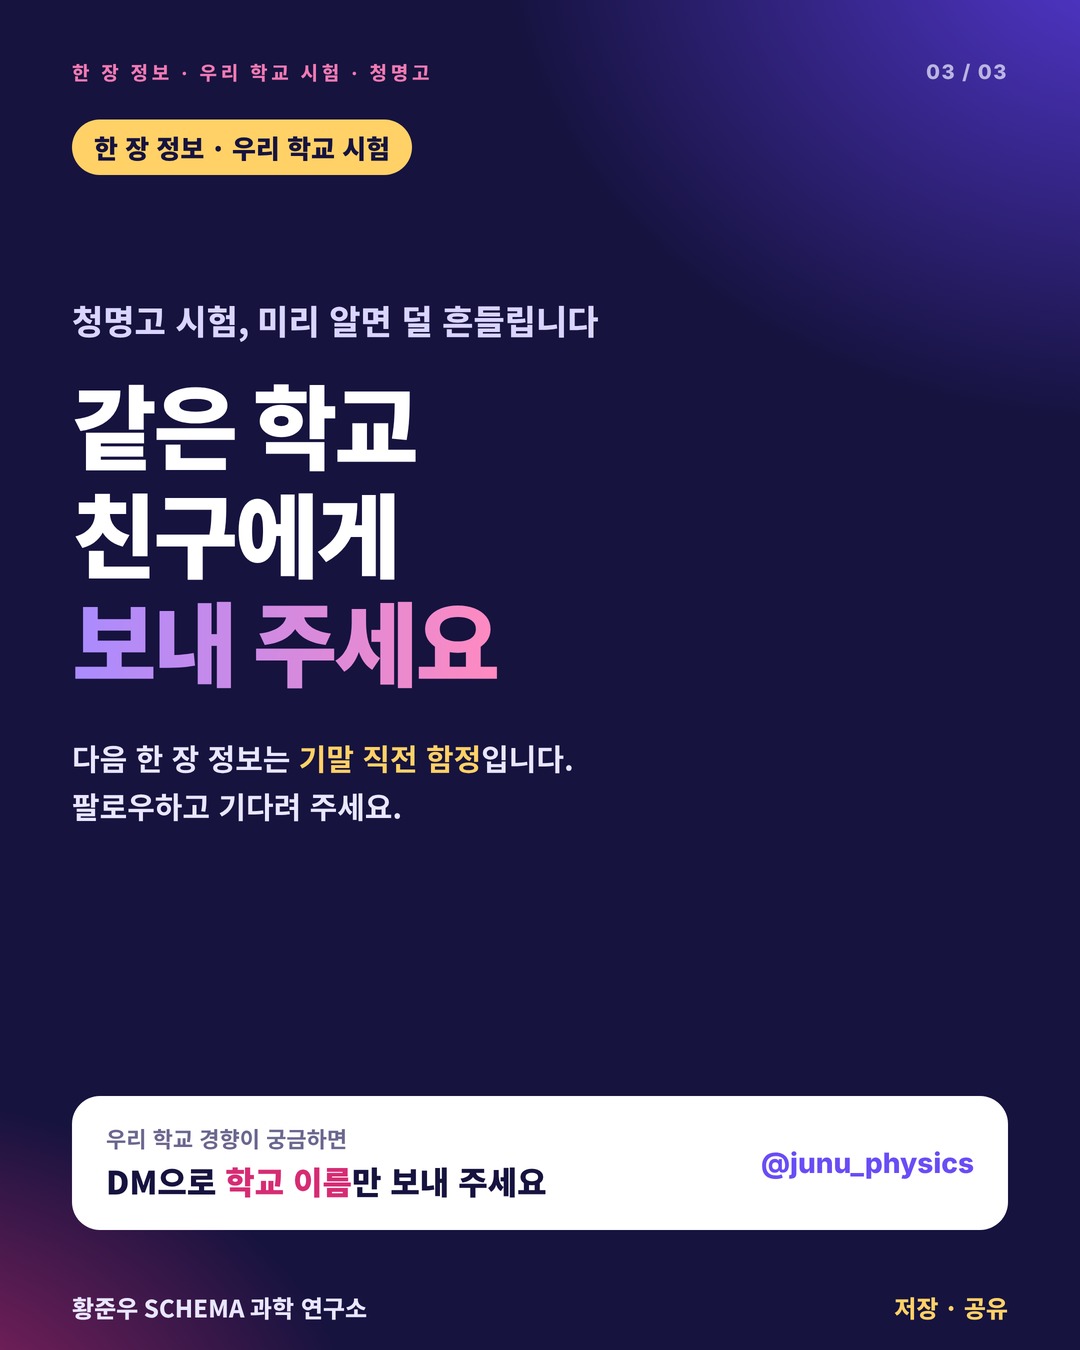 한 장 정보 · 우리 학교 시험 · 청명고
03 / 03
한 장 정보 · 우리 학교 시험
청명고 시험, 미리 알면 덜 흔들립니다
같은 학교
친구에게
보내 주세요
다음 한 장 정보는 기말 직전 함정입니다.
팔로우하고 기다려 주세요.
우리 학교 경향이 궁금하면
DM으로 학교 이름만 보내 주세요
@junu_physics
황준우 SCHEMA 과학 연구소
저장 · 공유